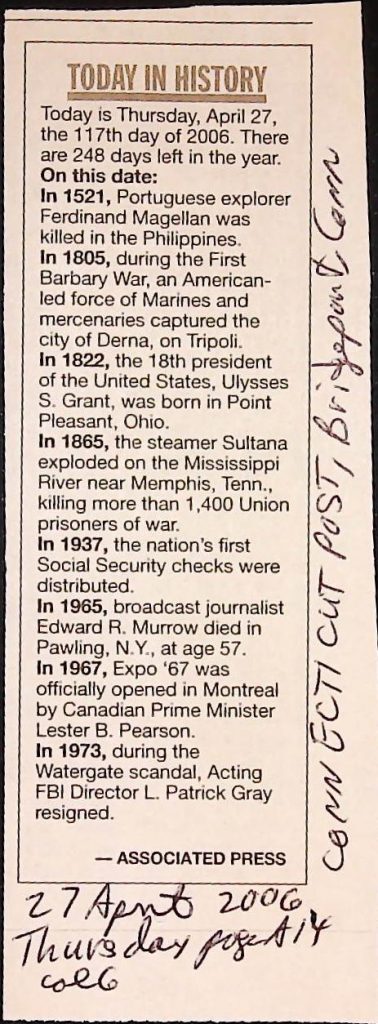 TODAY IN HISTORY
Today is Thursday, April 27,
the 117th day of 2006. There
are 248 days left in the year.
On this date:
In 1521, Portuguese explorer
Ferdinand Magellan was
killed in the Philippines.
In 1805, during the First
Barbary War, an American-
led force of Marines and
mercenaries captured the
city of Derna, on Tripoli.
In 1822, the 18th president
of the United States, Ulysses
S. Grant, was born in Point
Pleasant, Ohio.
In 1865, the steamer Sultana
exploded on the Mississippi
River near Memphis, Tenn.,
killing more than 1,400 Union
prisoners of war.
In 1937, the nation's first
Social Security checks were
distributed.
In 1965, broadcast journalist
Edward R. Murrow died in
Pawling, N.Y., at age 57.
In 1967, Expo '67 was
officially opened in Montreal
by Canadian Prime Minister
Lester B. Pearson.
In 1973, during the
Watergate scandal, Acting
FBI Director L. Patrick Gray
resigned.
— ASSOCIATED PRESS
CONNECTICUT POST, Bridgeport, Conn
27 2006
Thursday page A14
col 6